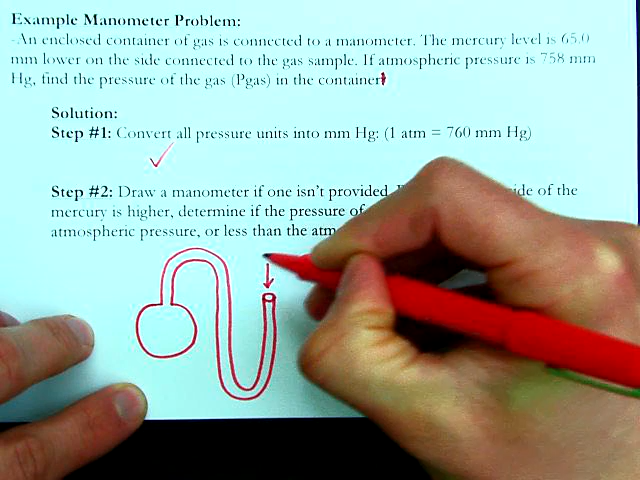 Example Manometer Problem:
-An enclosed container of gas is connected to a manometer. The mercury level is 65.0
mm lower on the side connected to the gas sample. If atmospheric pressure is 758 mm
Hg, find the pressure of the gas (Pgas) in the container
Solution:
Step #1: Convert all pressure units into mm Hg: (1 atm = 760 mm Hg)
Step #2: Draw a manometer if one isn't provided. of the
mercury is higher, determine if the pressure of
atmospheric pressure, or less than the